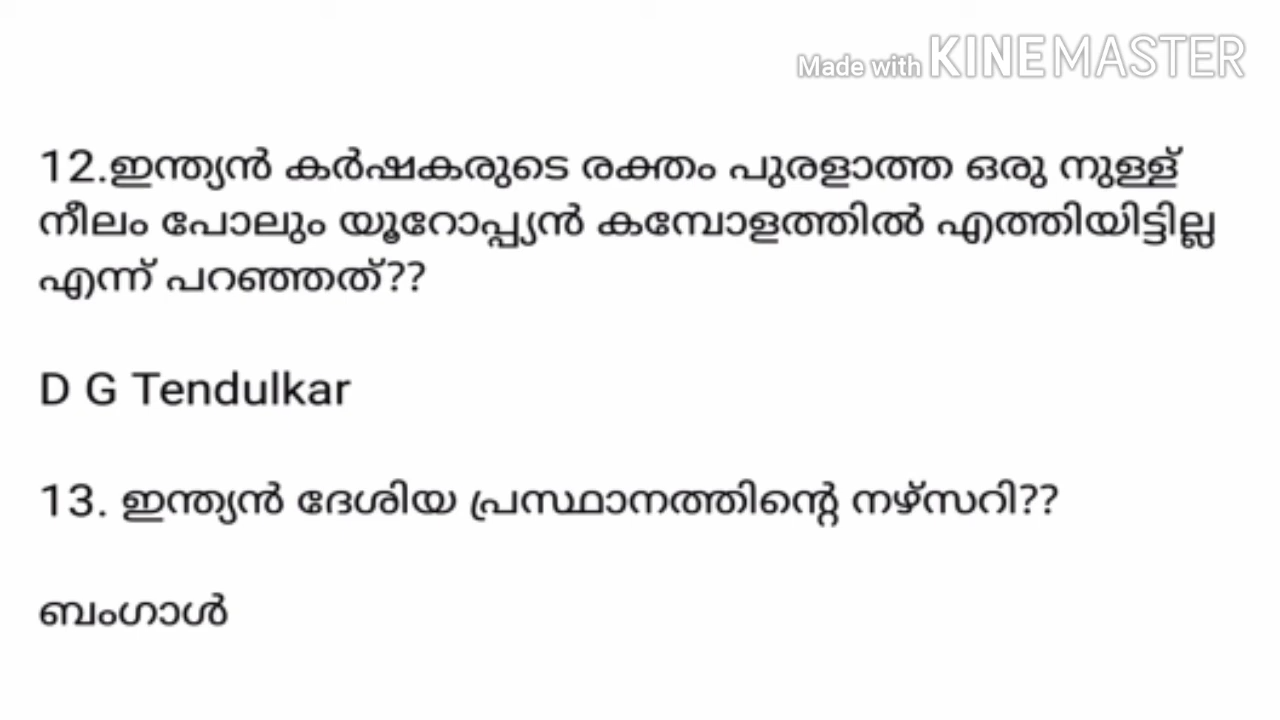 Made with KINEMASTER
12.ഇന്ത്യൻ കർഷകരുടെ രക്തം പുരളാത്ത ഒരു നുള്ള്
നീലം പോലും യൂറോപ്പ്യൻ കമ്പോളത്തിൽ എത്തിയിട്ടില്ല
എന്ന് പറഞ്ഞത്??
D G Tendulkar
13. ഇന്ത്യൻ ദേശിയ പ്രസ്ഥാനത്തിന്റെ നഴ്സറി??
ബംഗാൾ